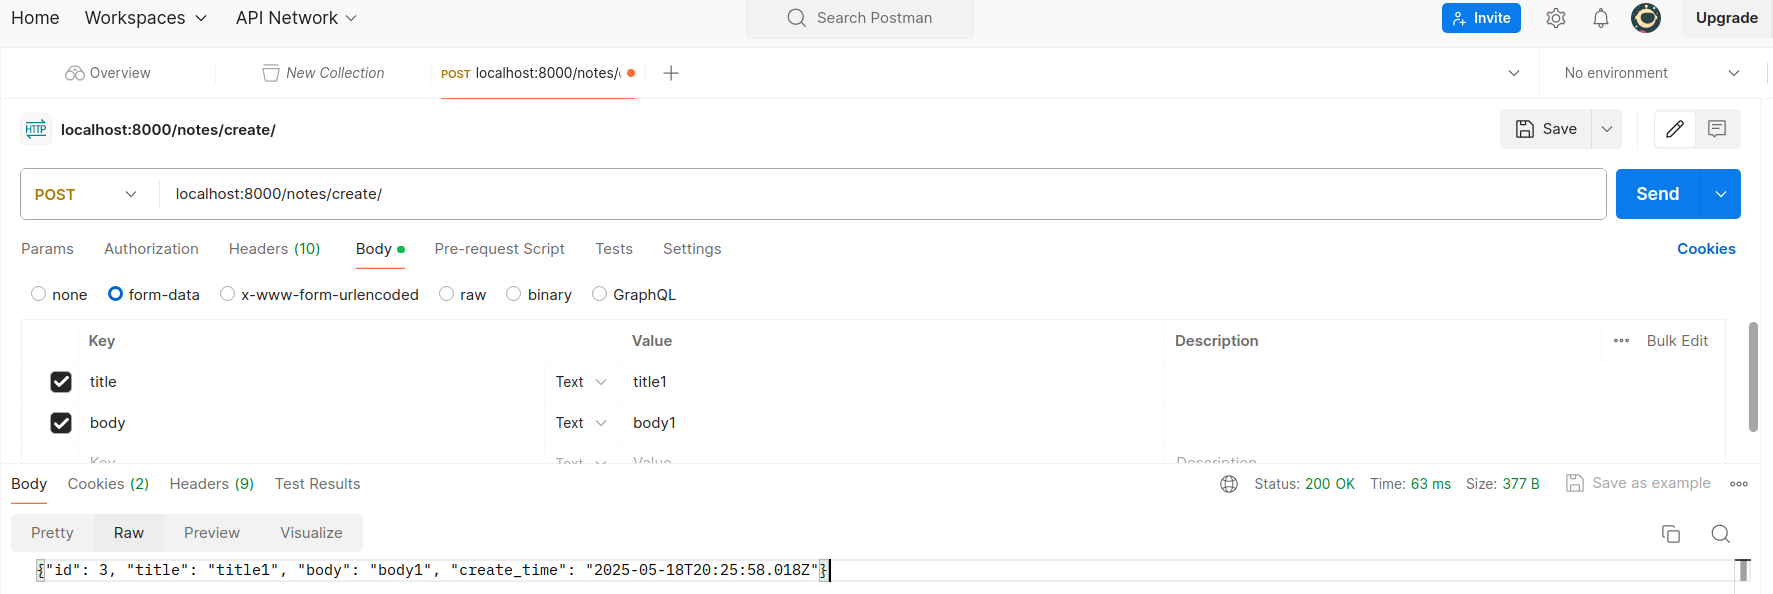 Home Workspaces API Network Search Postman Invite Upgrade
Overview New Collection POST localhost:8000/notes/ No environment
HTTP localhost:8000/notes/create/ Save
POST localhost:8000/notes/create/ Send
Params Authorization Headers (10) Body Pre-request Script Tests Settings Cookies
none form-data x-www-form-urlencoded raw binary GraphQL
Key Value Description Bulk Edit
title Text title1
body Text body1
Key Text Value Description
Body Cookies (2) Headers (9) Test Results Status: 200 OK Time: 63 ms Size: 377 B Save as example
Pretty Raw Preview Visualize
{"id": 3, "title": "title1", "body": "body1", "create_time": "2025-05-18T20:25:58.018Z"}